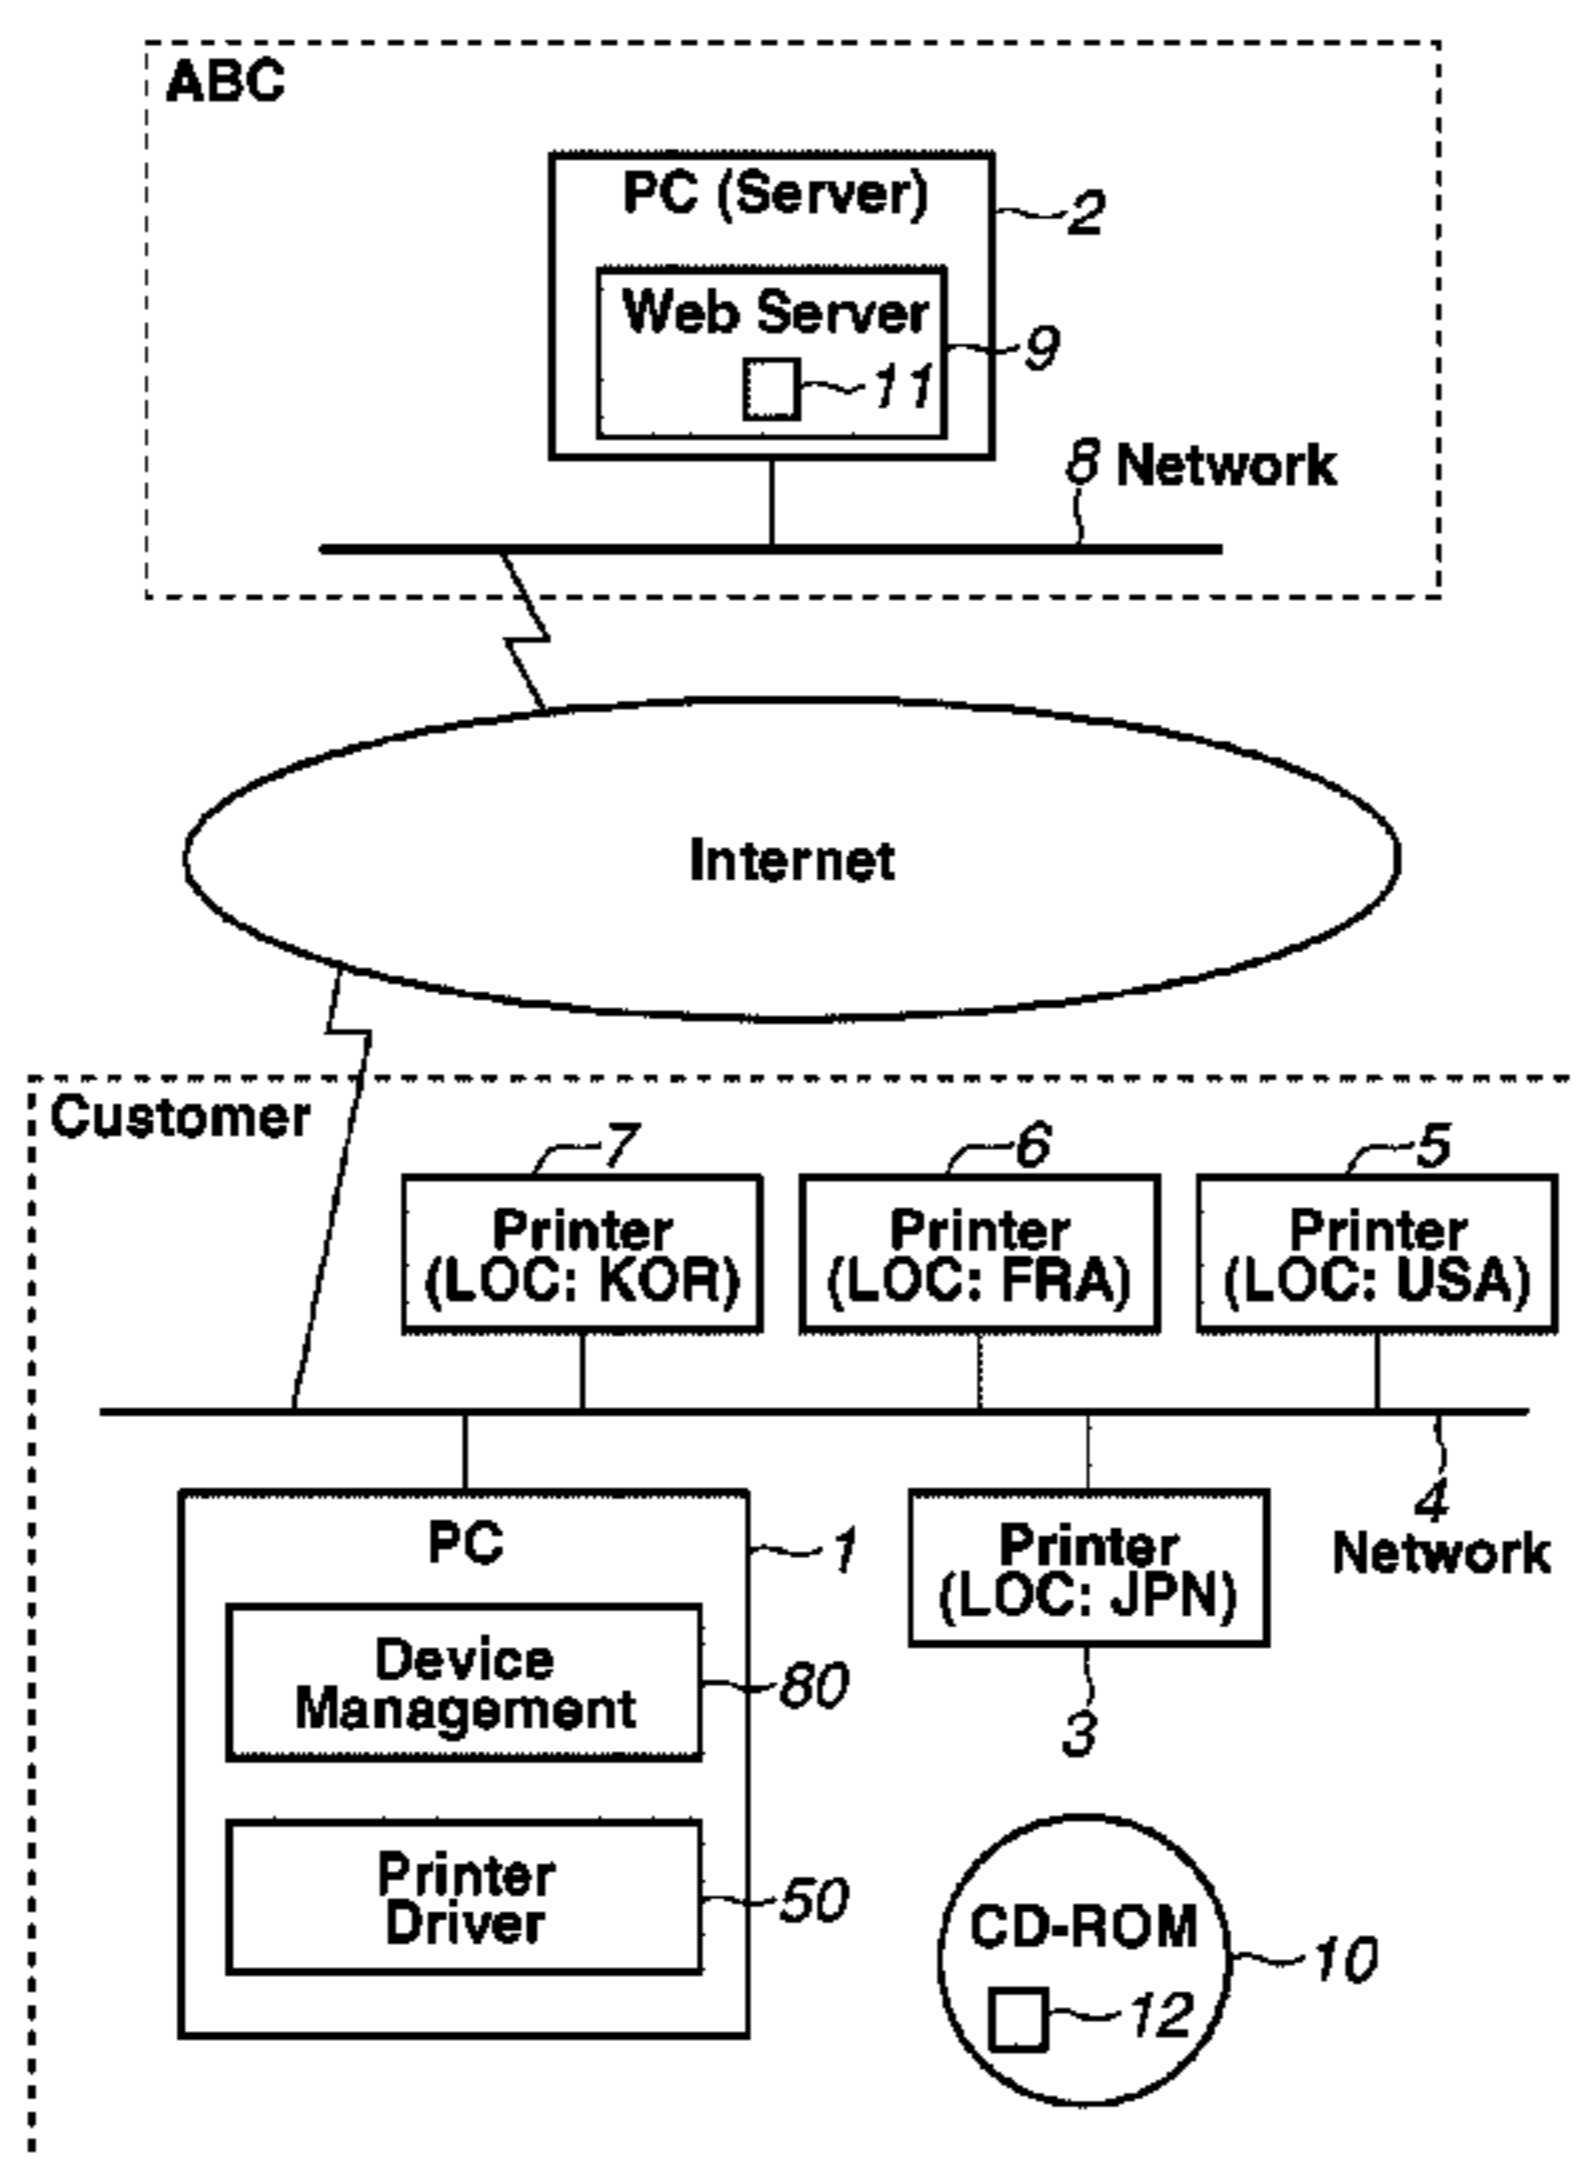 ABC
PC (Server)
2
Web Server
9
11
8 Network
Internet
Customer
7
6
5
Printer
(LOC: KOR)
Printer
(LOC: FRA)
Printer
(LOC: USA)
4
Network
PC
1
Printer
(LOC: JPN)
3
Device
Management
80
Printer
Driver
50
CD-ROM
10
12